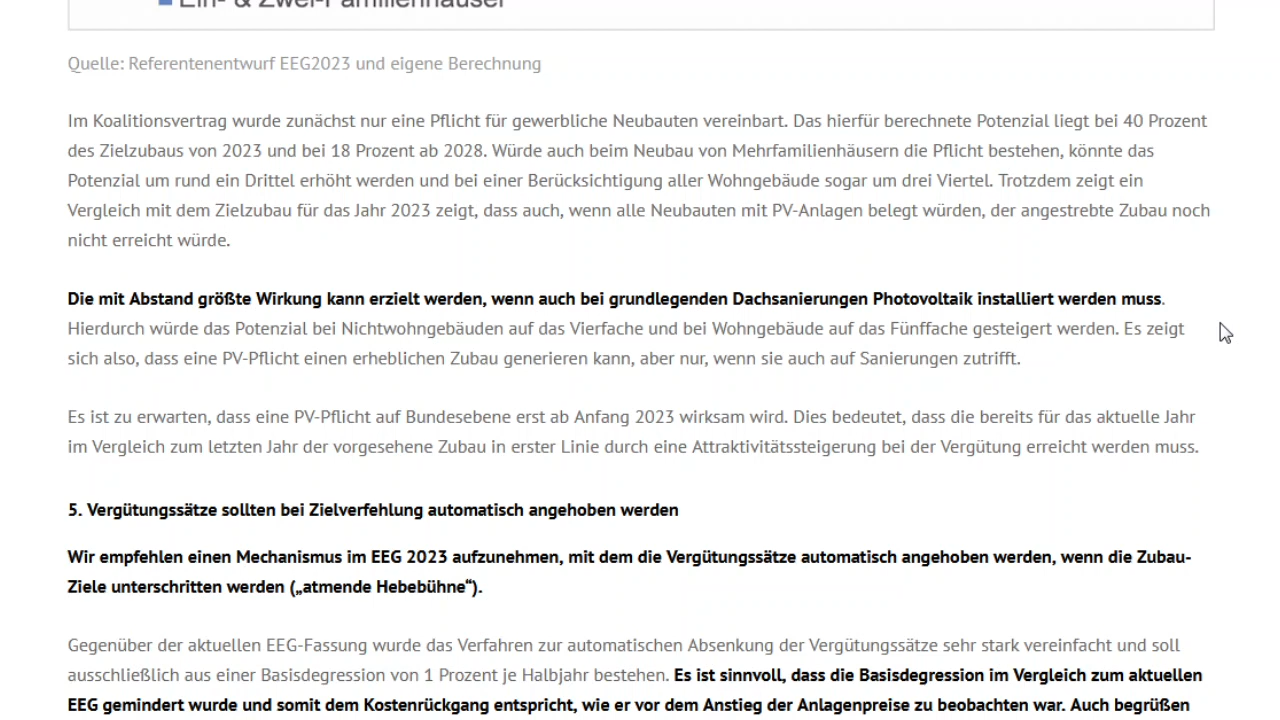 Ein- & Zwei-Familienhäuser
Quelle: Referentenentwurf EEG2023 und eigene Berechnung
Im Koalitionsvertrag wurde zunächst nur eine Pflicht für gewerbliche Neubauten vereinbart. Das hierfür berechnete Potenzial liegt bei 40 Prozent
des Zielzubaus von 2023 und bei 18 Prozent ab 2028. Würde auch beim Neubau von Mehrfamilienhäusern die Pflicht bestehen, könnte das
Potenzial um rund ein Drittel erhöht werden und bei einer Berücksichtigung aller Wohngebäude sogar um drei Viertel. Trotzdem zeigt ein
Vergleich mit dem Zielzubau für das Jahr 2023 zeigt, dass auch, wenn alle Neubauten mit PV-Anlagen belegt würden, der angestrebte Zubau noch
nicht erreicht würde.
Die mit Abstand größte Wirkung kann erzielt werden, wenn auch bei grundlegenden Dachsanierungen Photovoltaik installiert werden muss.
Hierdurch würde das Potenzial bei Nichtwohngebäuden auf das Vierfache und bei Wohngebäude auf das Fünffache gesteigert werden. Es zeigt
sich also, dass eine PV-Pflicht einen erheblichen Zubau generieren kann, aber nur, wenn sie auch auf Sanierungen zutrifft.
Es ist zu erwarten, dass eine PV-Pflicht auf Bundesebene erst ab Anfang 2023 wirksam wird. Dies bedeutet, dass die bereits für das aktuelle Jahr
im Vergleich zum letzten Jahr der vorgesehene Zubau in erster Linie durch eine Attraktivitätssteigerung bei der Vergütung erreicht werden muss.
5. Vergütungssätze sollten bei Zielverfehlung automatisch angehoben werden
Wir empfehlen einen Mechanismus im EEG 2023 aufzunehmen, mit dem die Vergütungssätze automatisch angehoben werden, wenn die Zubau-
Ziele unterschritten werden („atmende Hebebühne“).
Gegenüber der aktuellen EEG-Fassung wurde das Verfahren zur automatischen Absenkung der Vergütungssätze sehr stark vereinfacht und soll
ausschließlich aus einer Basisdegression von 1 Prozent je Halbjahr bestehen. Es ist sinnvoll, dass die Basisdegression im Vergleich zum aktuellen
EEG gemindert wurde und somit dem Kostenrückgang entspricht, wie er vor dem Anstieg der Anlagenpreise zu beobachten war. Auch begrüßen